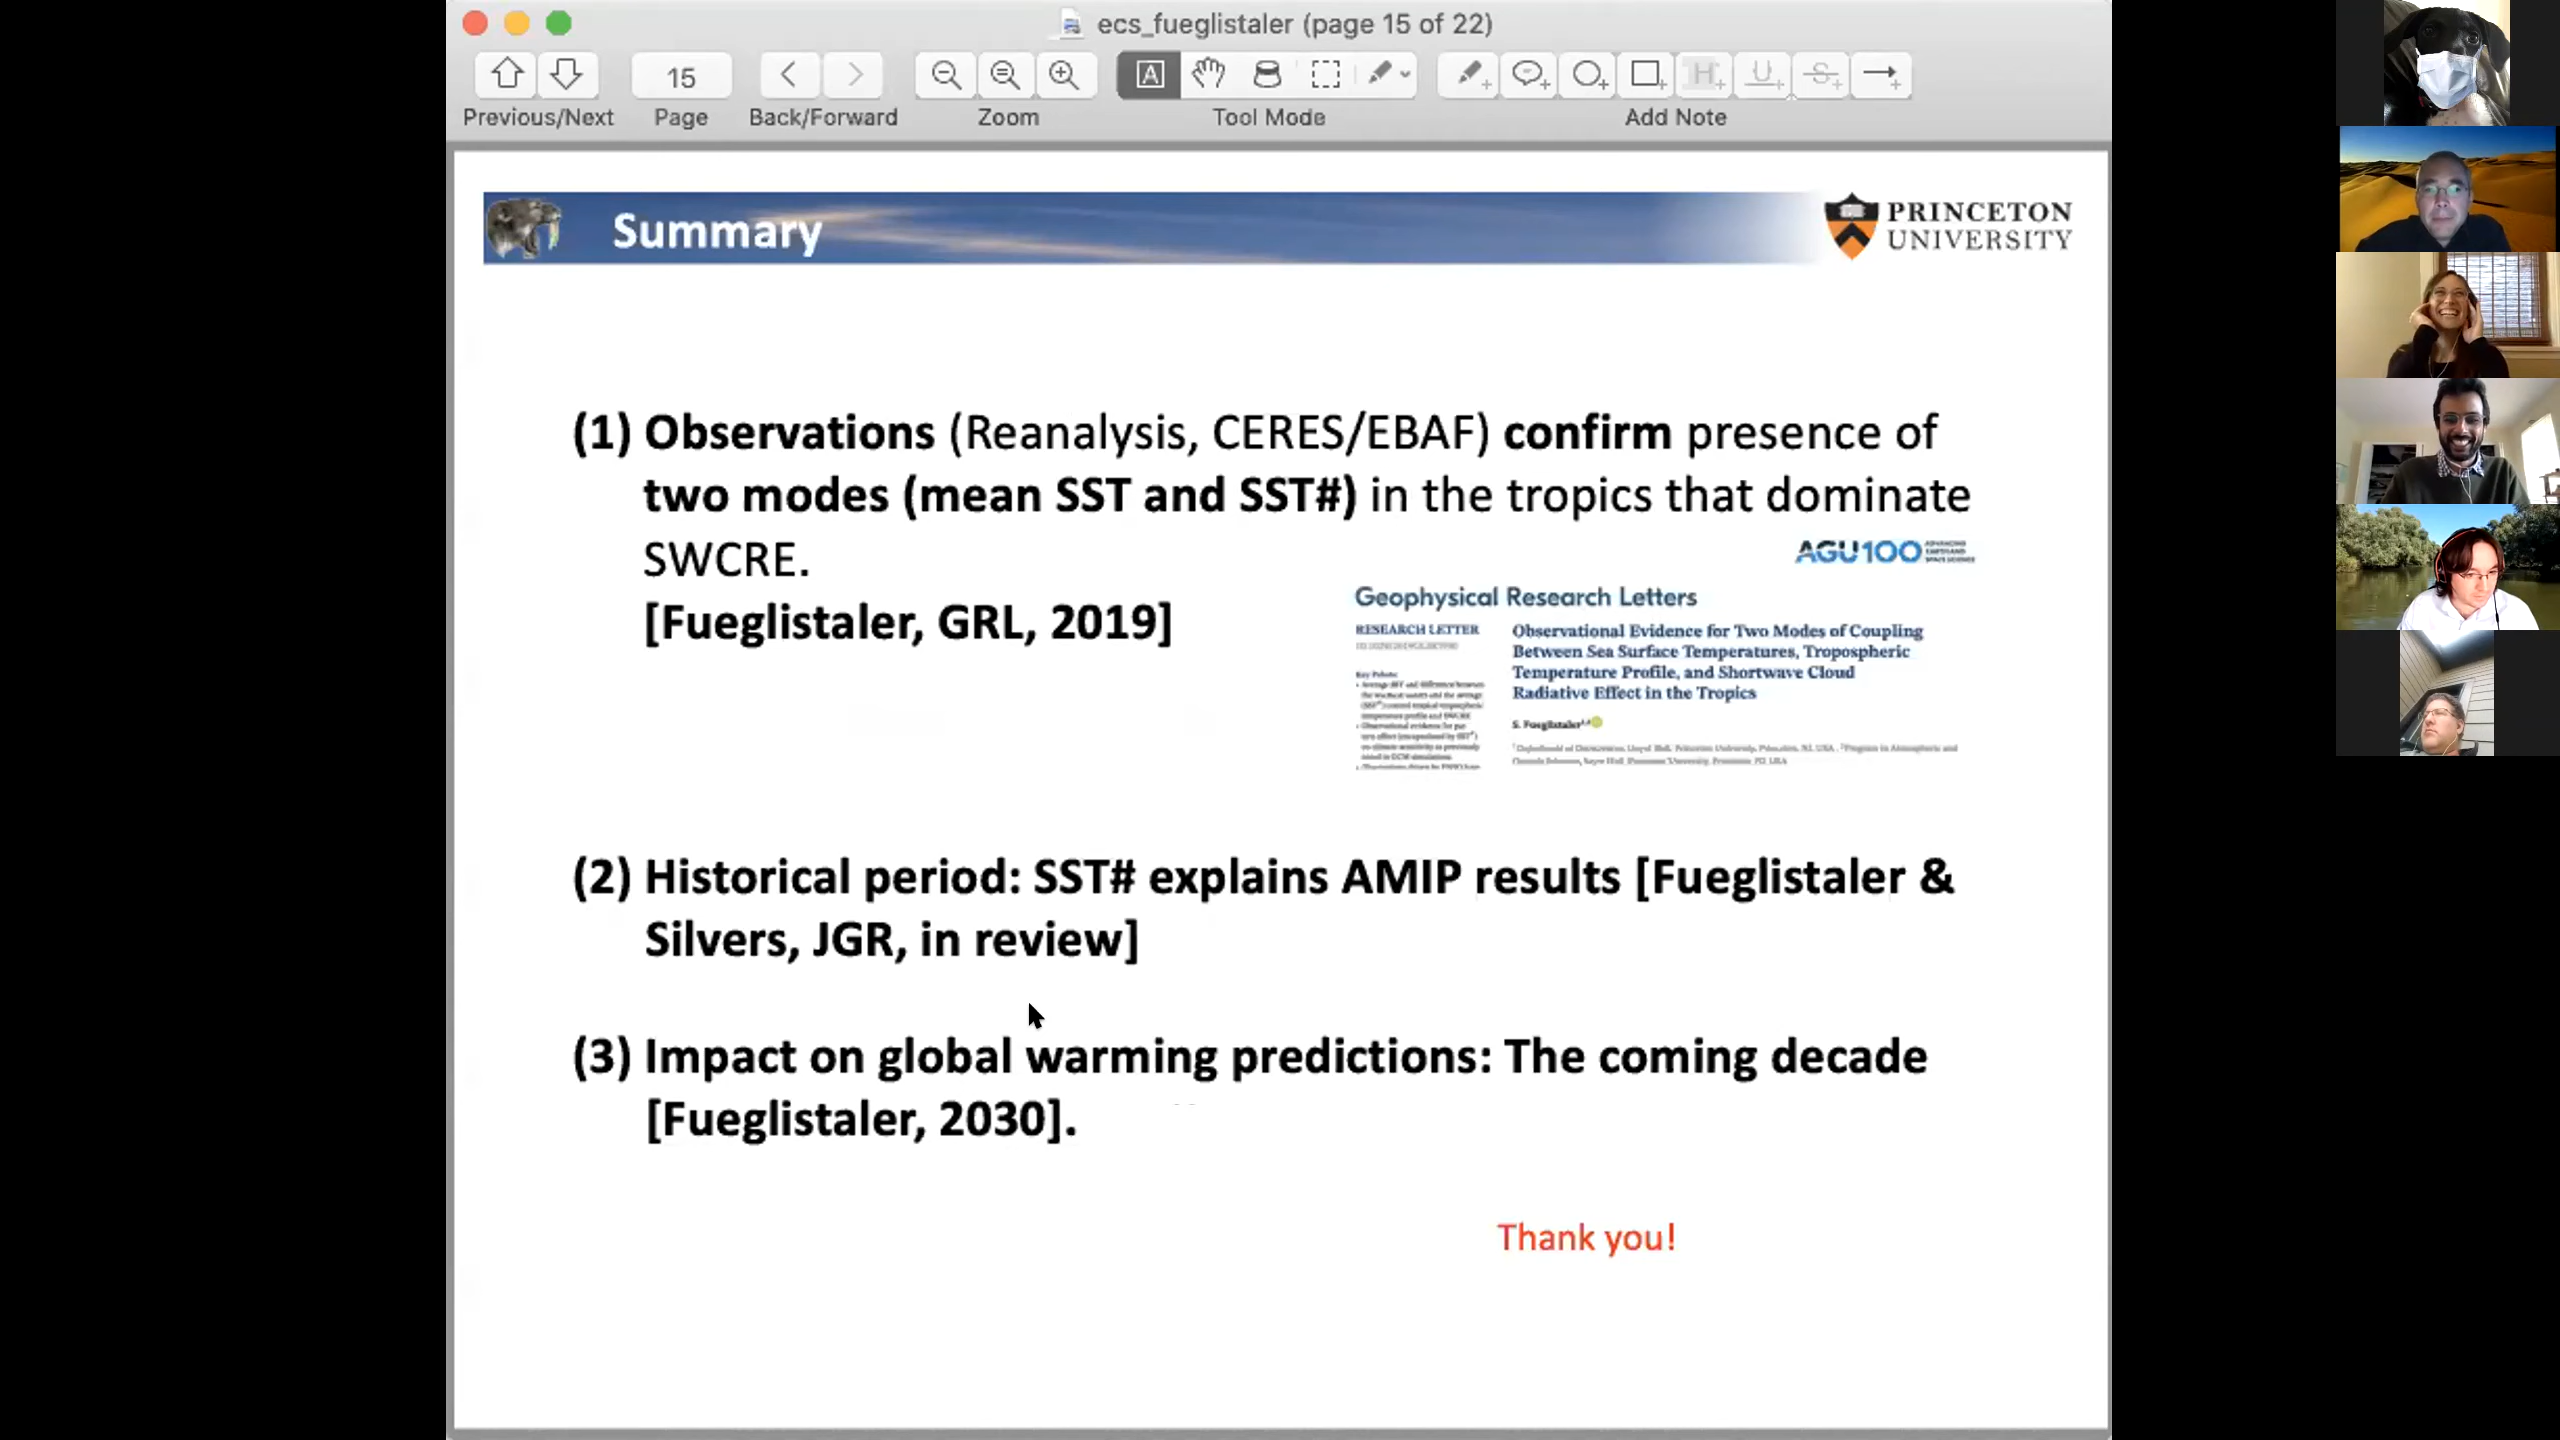 ecs_fueglistaler (page 15 of 22)
15
Previous/Next Page Back/Forward Zoom Tool Mode Add Note
Summary
PRINCETON
UNIVERSITY
(1) Observations (Reanalysis, CERES/EBAF) confirm presence of
two modes (mean SST and SST#) in the tropics that dominate
SWCRE.
[Fueglistaler, GRL, 2019]
AGU100
Geophysical Research Letters
RESEARCH LETTER
Observational Evidence for Two Modes of Coupling
Between Sea Surface Temperatures, Tropospheric
Temperature Profile, and Shortwave Cloud
Radiative Effect in the Tropics
Key Points:
S. Fueglistaler
(2) Historical period: SST# explains AMIP results [Fueglistaler &
Silvers, JGR, in review]
(3) Impact on global warming predictions: The coming decade
[Fueglistaler, 2030].
Thank you!